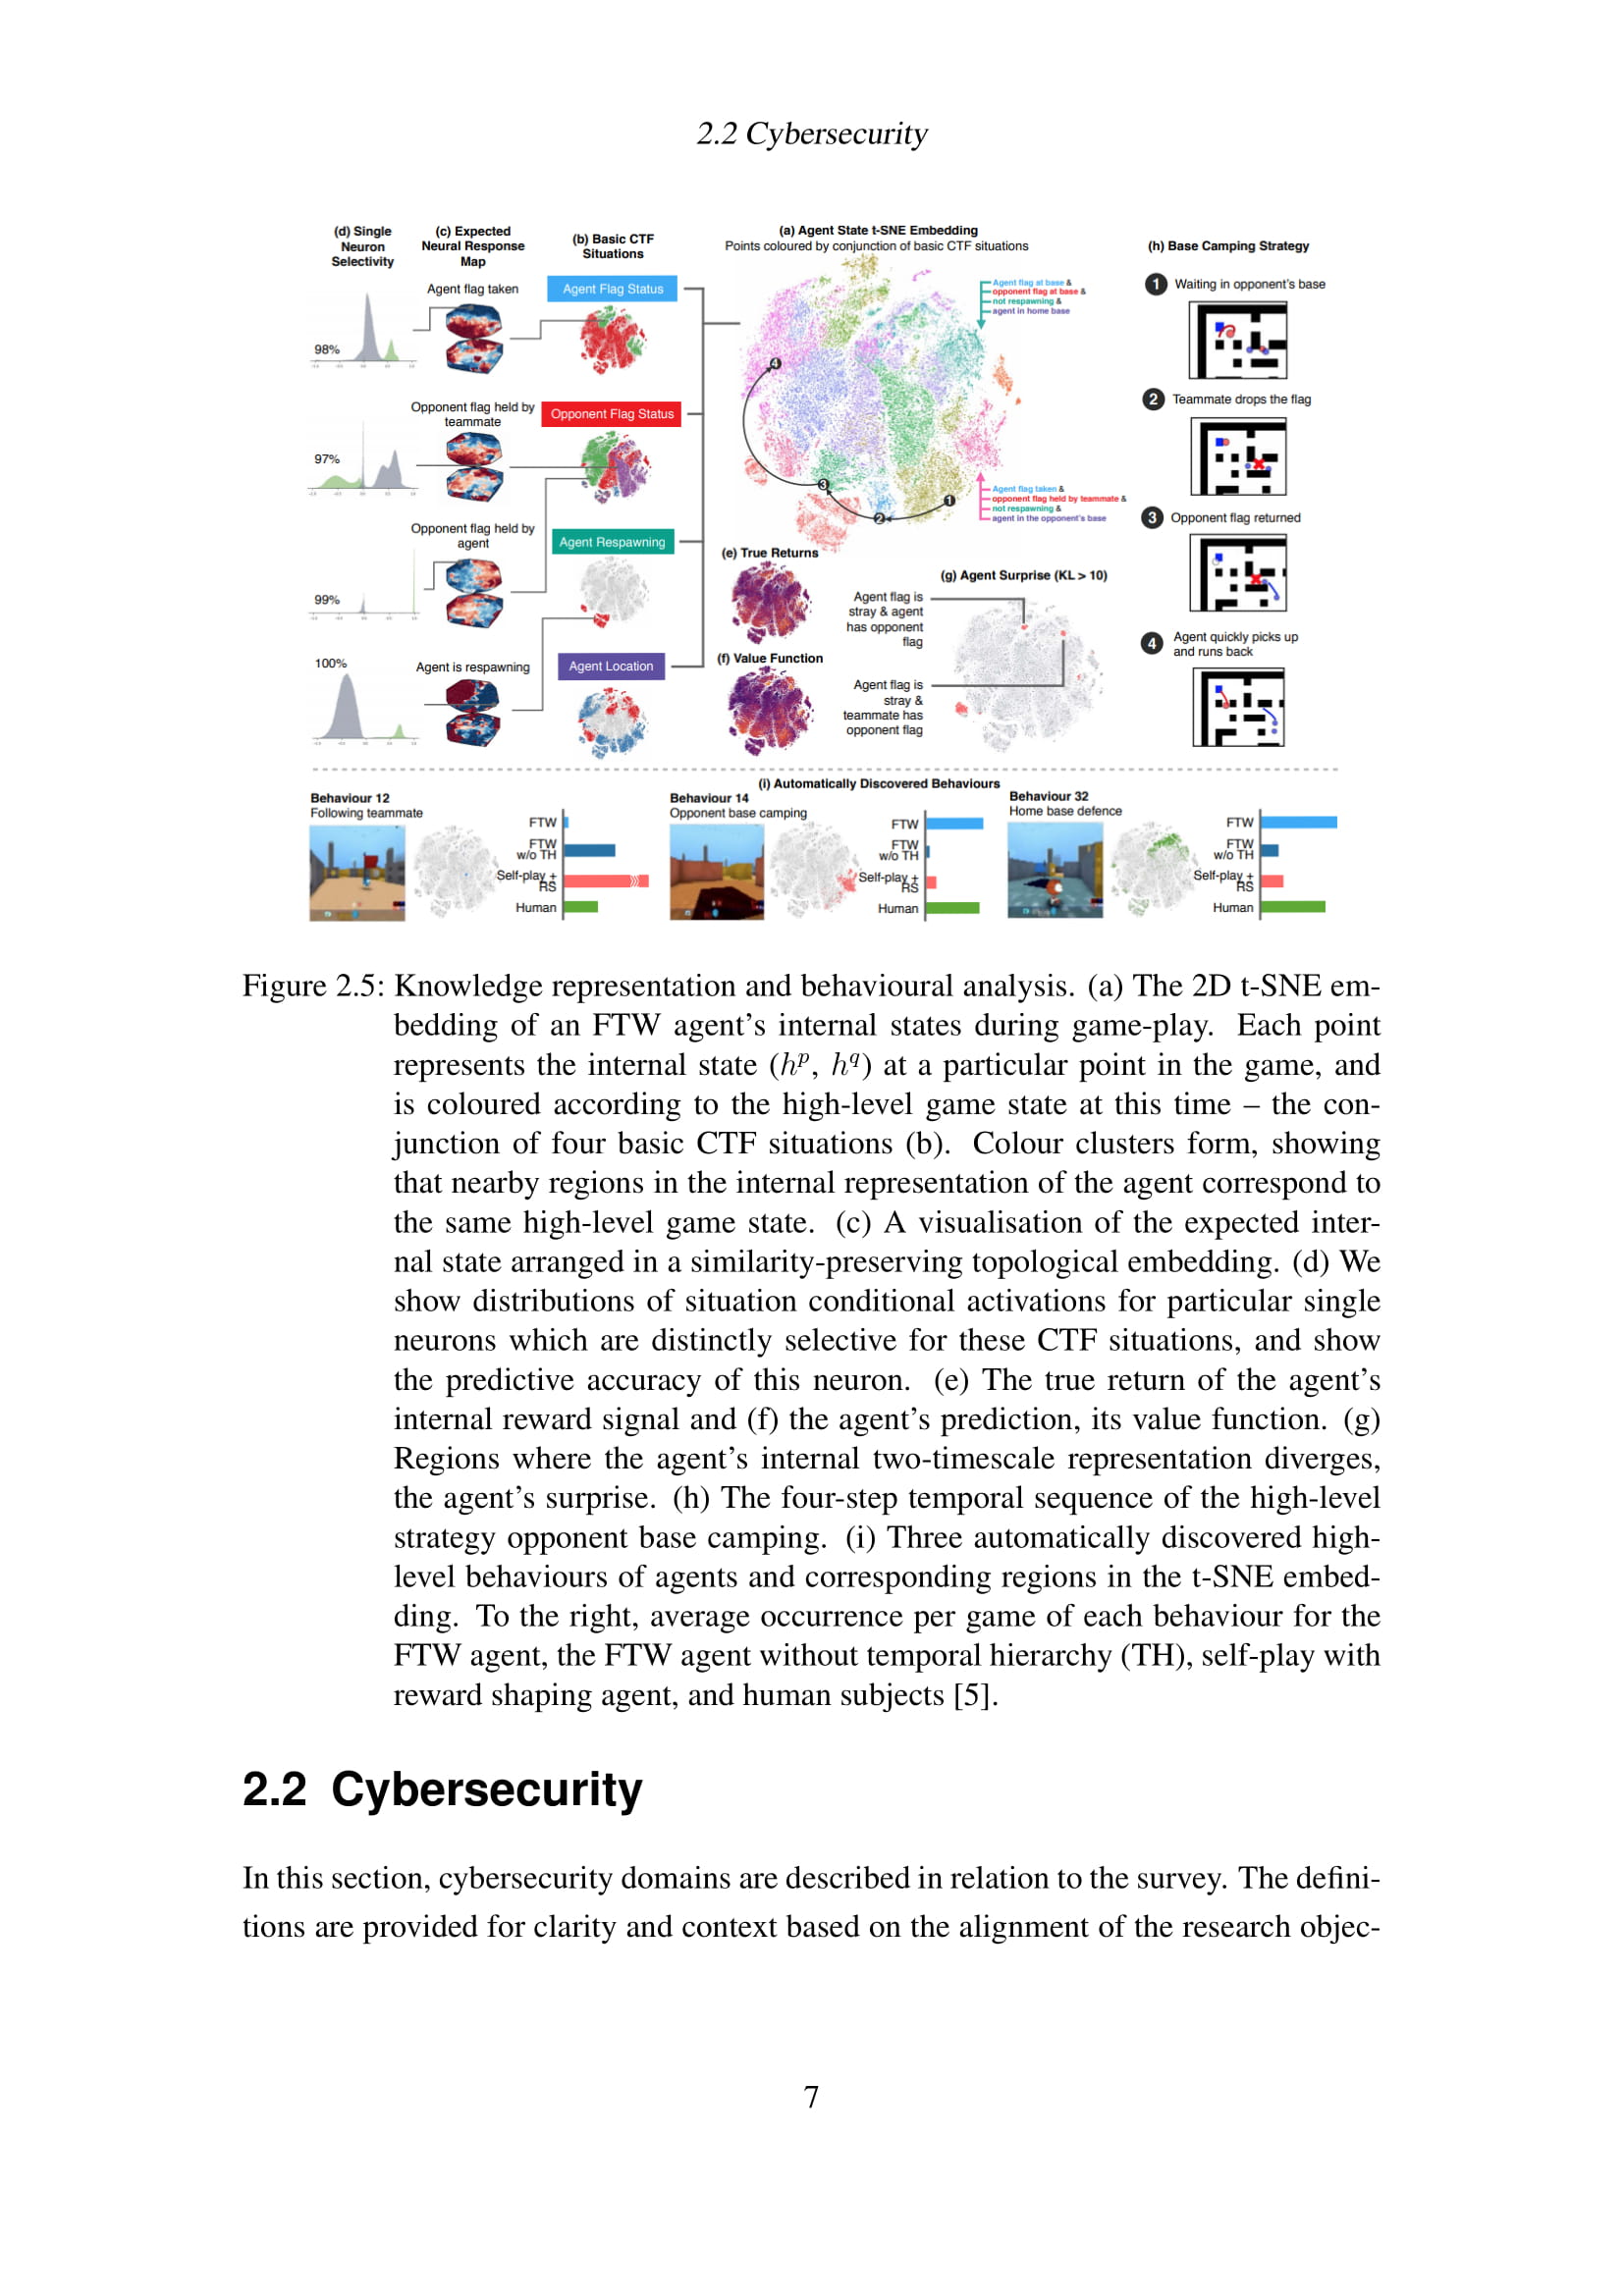 2.2 Cybersecurity
(d) Single
Neuron
Selectivity
(c) Expected
Neural Response
Map
(b) Basic CTF
Situations
(a) Agent State t-SNE Embedding
Points coloured by conjunction of basic CTF situations
(h) Base Camping Strategy
Agent flag taken
98%
Agent Flag Status
Opponent flag held by
teammate
97%
Opponent Flag Status
Opponent flag held by
agent
99%
Agent Respawning
100%
Agent is respawning
Agent Location
Agent flag at base &
opponent flag at base &
not respawning &
agent in home base
4
3
2
1
Agent flag taken &
opponent flag held by teammate &
not respawning &
agent in the opponent's base
(e) True Returns
(f) Value Function
(g) Agent Surprise (KL > 10)
Agent flag is
stray & agent
has opponent
flag
Agent flag is
stray &
teammate has
opponent flag
1 Waiting in opponent's base
2 Teammate drops the flag
3 Opponent flag returned
4 Agent quickly picks up
and runs back
(i) Automatically Discovered Behaviours
Behaviour 12
Following teammate
FTW
FTW
w/o TH
Self-play +
RS
Human
Behaviour 14
Opponent base camping
FTW
FTW
w/o TH
Self-play +
RS
Human
Behaviour 32
Home base defence
FTW
FTW
w/o TH
Self-play +
RS
Human
Figure 2.5: Knowledge representation and behavioural analysis. (a) The 2D t-SNE em-
bedding of an FTW agent's internal states during game-play. Each point
represents the internal state (hᵖ, h^q) at a particular point in the game, and
is coloured according to the high-level game state at this time – the con-
junction of four basic CTF situations (b). Colour clusters form, showing
that nearby regions in the internal representation of the agent correspond to
the same high-level game state. (c) A visualisation of the expected inter-
nal state arranged in a similarity-preserving topological embedding. (d) We
show distributions of situation conditional activations for particular single
neurons which are distinctly selective for these CTF situations, and show
the predictive accuracy of this neuron. (e) The true return of the agent's
internal reward signal and (f) the agent's prediction, its value function. (g)
Regions where the agent's internal two-timescale representation diverges,
the agent's surprise. (h) The four-step temporal sequence of the high-level
strategy opponent base camping. (i) Three automatically discovered high-
level behaviours of agents and corresponding regions in the t-SNE embed-
ding. To the right, average occurrence per game of each behaviour for the
FTW agent, the FTW agent without temporal hierarchy (TH), self-play with
reward shaping agent, and human subjects [5].
2.2 Cybersecurity
In this section, cybersecurity domains are described in relation to the survey. The defini-
tions are provided for clarity and context based on the alignment of the research objec-
7